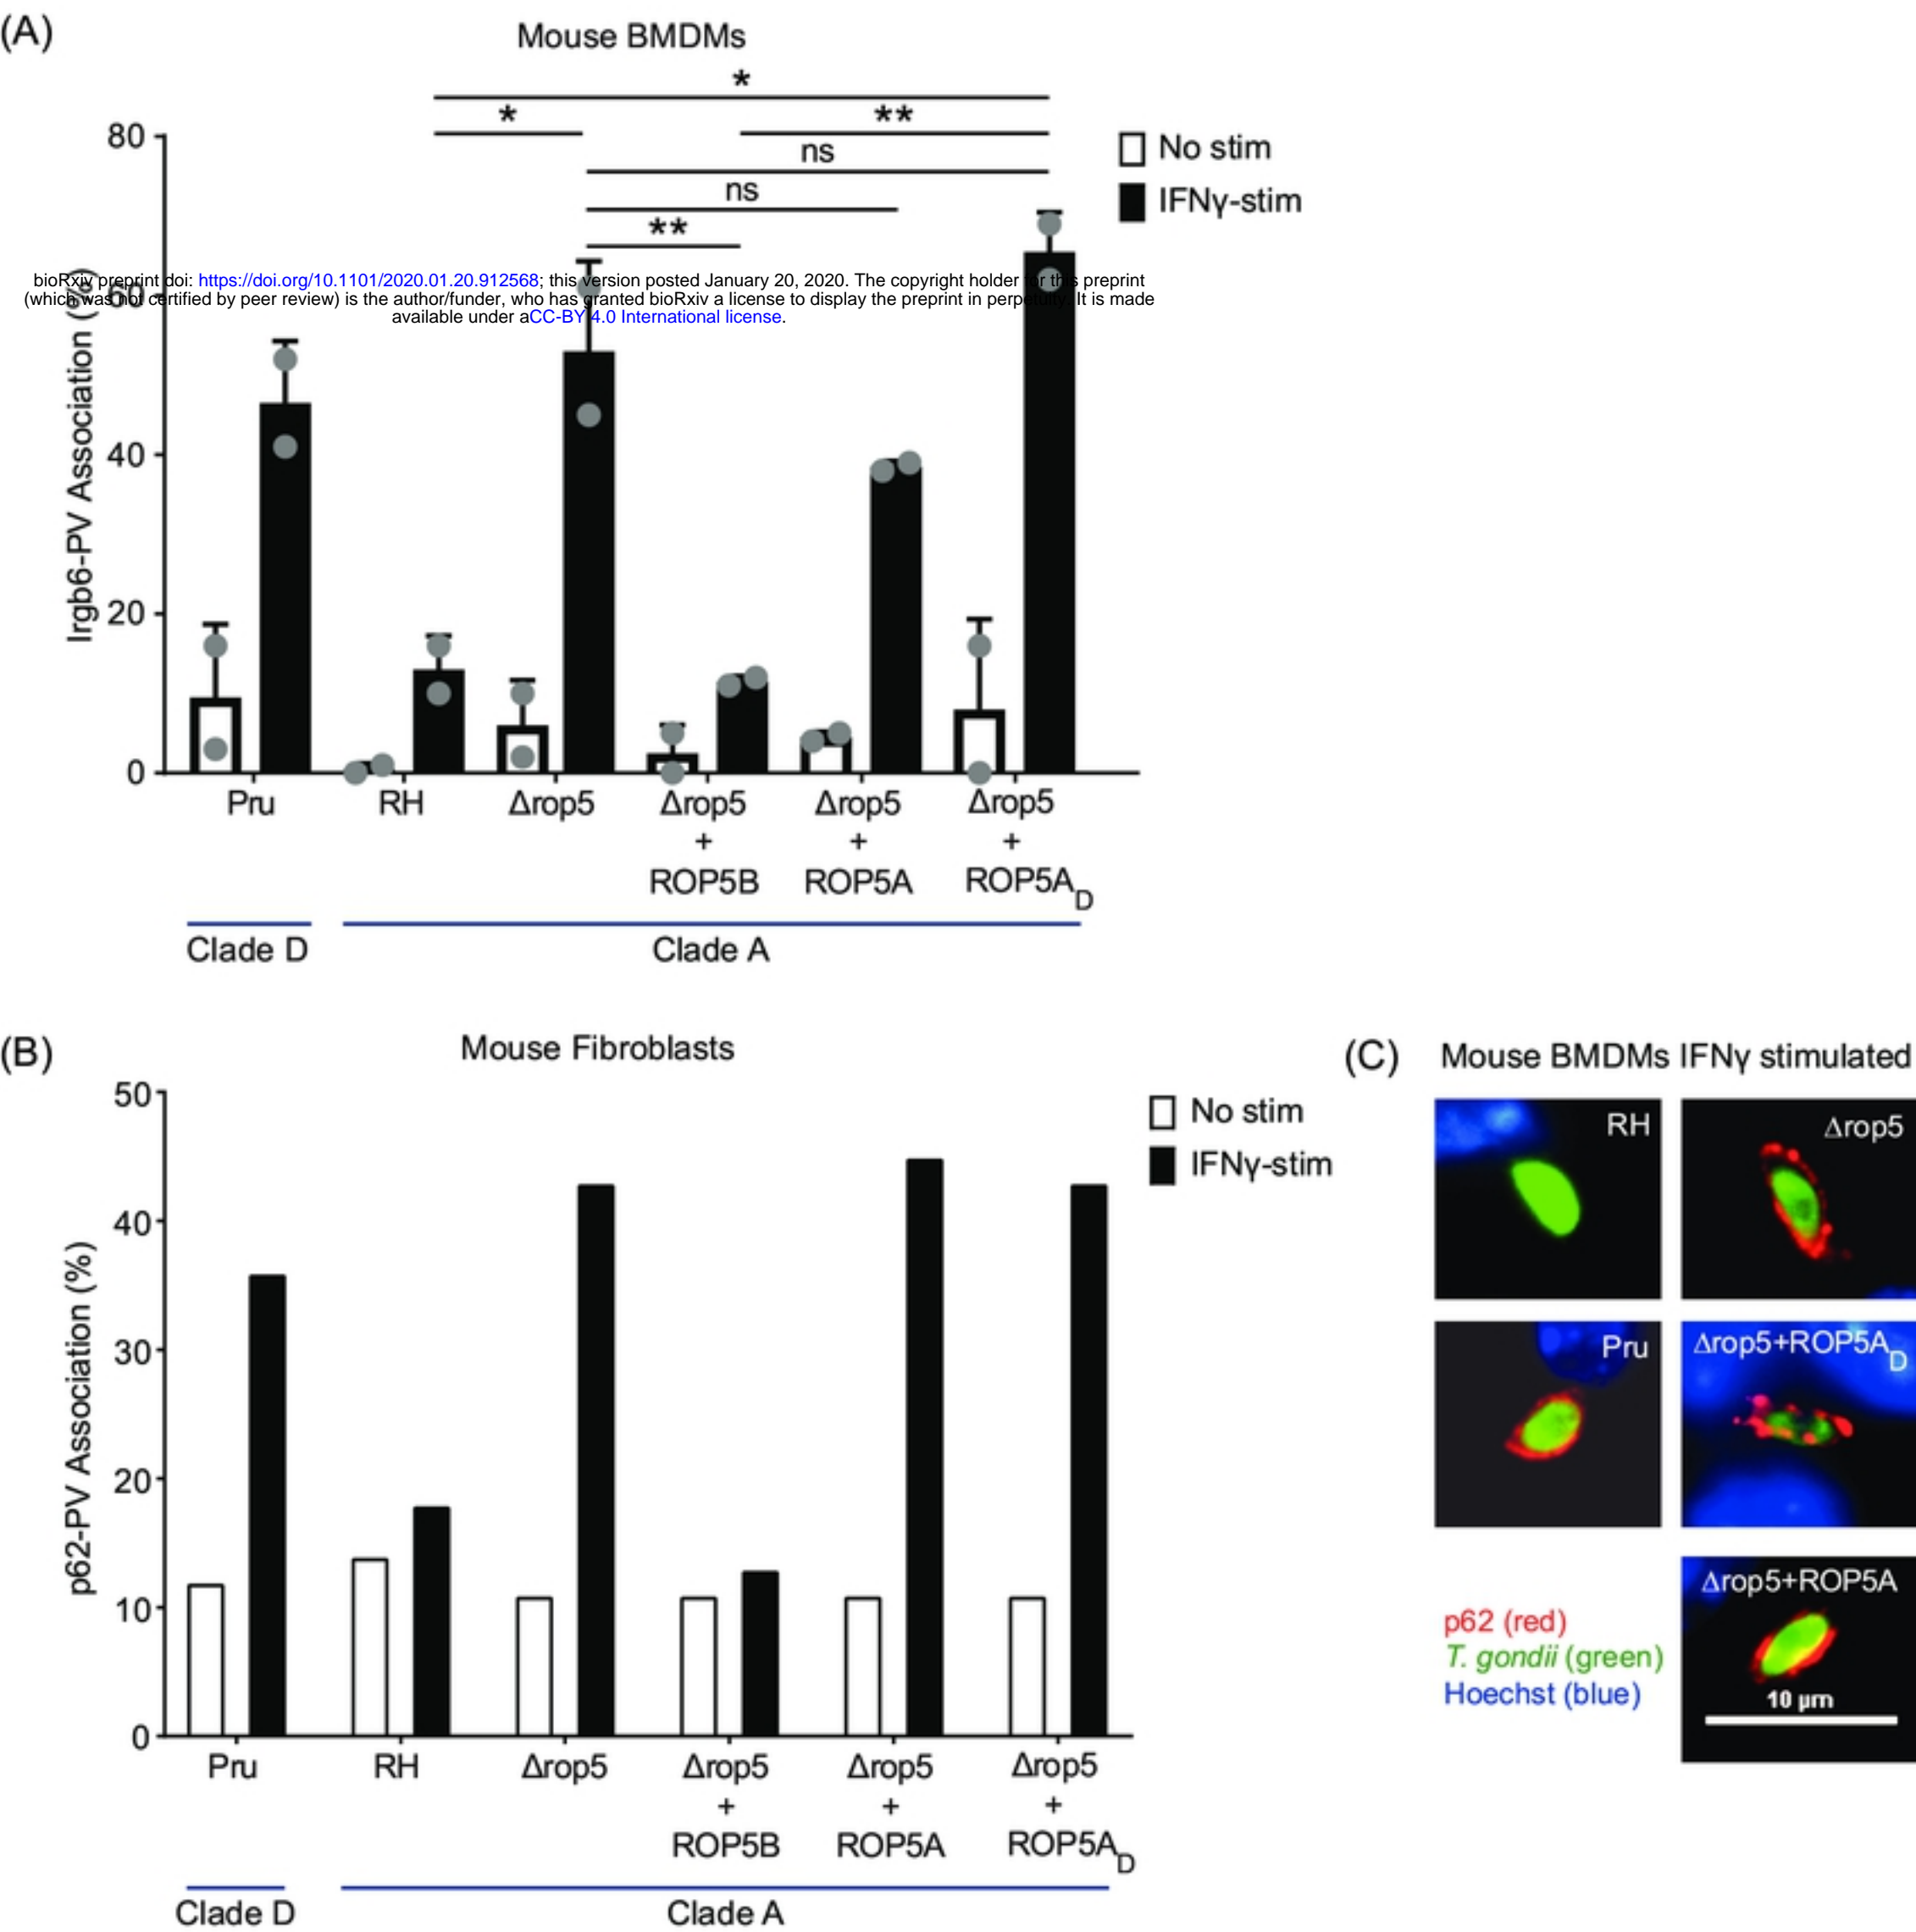 (A)
Mouse BMDMs
*
*
**
ns
ns
**
No stim
IFNγ-stim
bioRxiv preprint doi: https://doi.org/10.1101/2020.01.20.912568; this version posted January 20, 2020. The copyright holder for this preprint
(which was not certified by peer review) is the author/funder, who has granted bioRxiv a license to display the preprint in perpetuity. It is made
available under aCC-BY 4.0 International license.
Irgb6-PV Association (%)
80
60
40
20
0
Pru
RH
Δrop5
Δrop5
+
ROP5B
Δrop5
+
ROP5A
Δrop5
+
ROP5AD
Clade D
Clade A
(B)
Mouse Fibroblasts
No stim
IFNγ-stim
p62-PV Association (%)
50
40
30
20
10
0
Pru
RH
Δrop5
Δrop5
+
ROP5B
Δrop5
+
ROP5A
Δrop5
+
ROP5AD
Clade D
Clade A
(C)
Mouse BMDMs IFNγ stimulated
RH
Δrop5
Pru
Δrop5+ROP5AD
Δrop5+ROP5A
p62 (red)
T. gondii (green)
Hoechst (blue)
10 µm